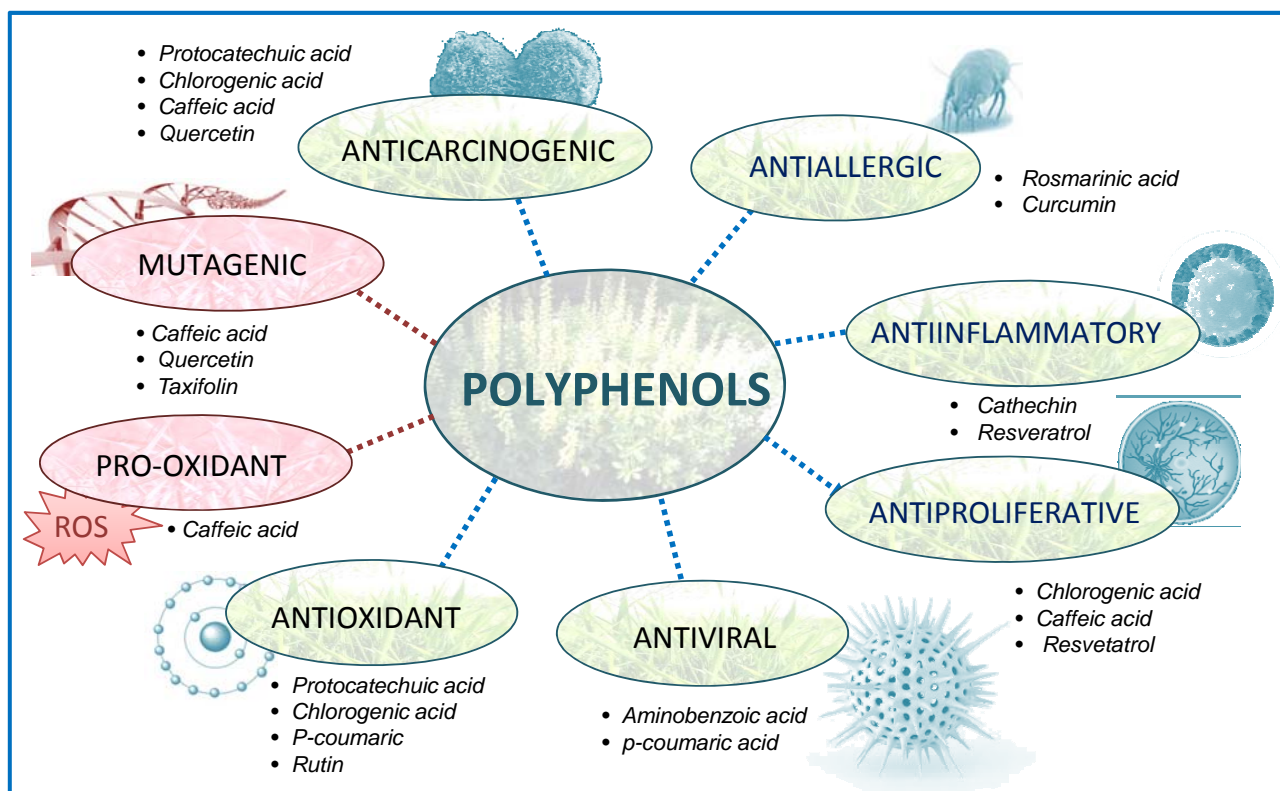 • Protocatechuic acid
• Chlorogenic acid
• Caffeic acid
• Quercetin
ANTICARCINOGENIC
ANTIALLERGIC
• Rosmarinic acid
• Curcumin
MUTAGENIC
• Caffeic acid
• Quercetin
• Taxifolin
ANTIINFLAMMATORY
• Cathechin
• Resveratrol
POLYPHENOLS
PRO-OXIDANT
ROS
• Caffeic acid
ANTIPROLIFERATIVE
• Chlorogenic acid
• Caffeic acid
• Resvetatrol
ANTIOXIDANT
• Protocatechuic acid
• Chlorogenic acid
• P-coumaric
• Rutin
ANTIVIRAL
• Aminobenzoic acid
• p-coumaric acid